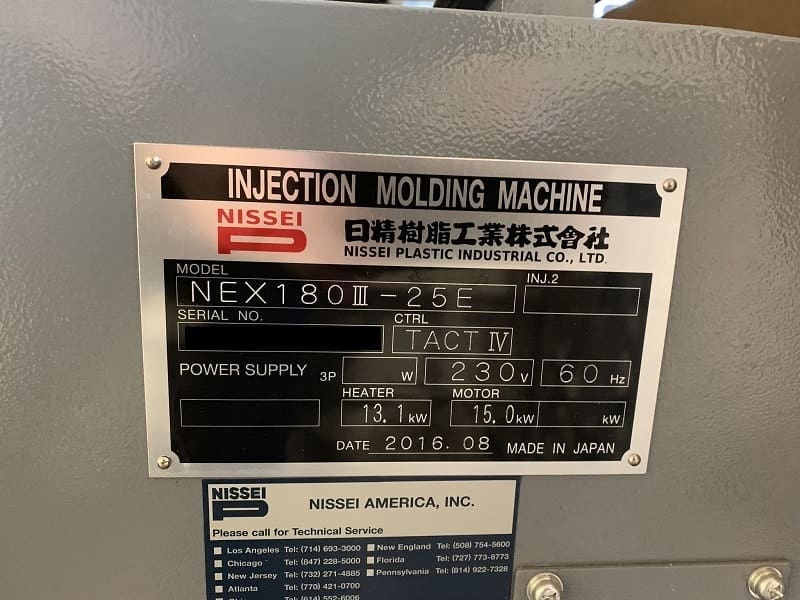 INJECTION MOLDING MACHINE
NISSEI
日精樹脂工業株式會社
NISSEI PLASTIC INDUSTRIAL CO., LTD.
MODEL
NEX180Ⅲ-25E
INJ.2
SERIAL NO.
CTRL
TACT Ⅳ
POWER SUPPLY 3P W 230 V 60 Hz
HEATER MOTOR
13.1 kW 15.0 kW kW
DATE 2016.08 MADE IN JAPAN
NISSEI
NISSEI AMERICA, INC.
Please call for Technical Service
Los Angeles Tel: (714) 693-3000 New England Tel: (508) 754-5600
Chicago Tel: (847) 228-5000 Florida Tel: (727) 773-8773
New Jersey Tel: (732) 271-4885 Pennsylvania Tel: (814) 922-7328
Atlanta Tel: (770) 421-0700
Tel: (614) 552-6006